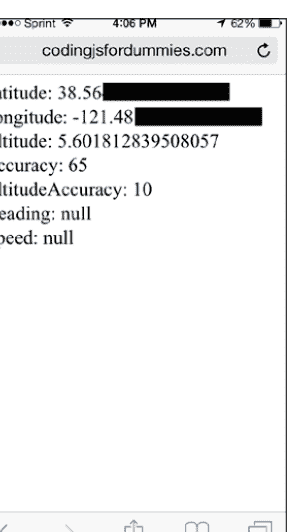 Sprint 4:06 PM 62%
codingjsfordummies.com
atitude: 38.56
ongitude: -121.48
ltitude: 5.601812839508057
ccuracy: 65
ltitudeAccuracy: 10
eading: null
peed: null